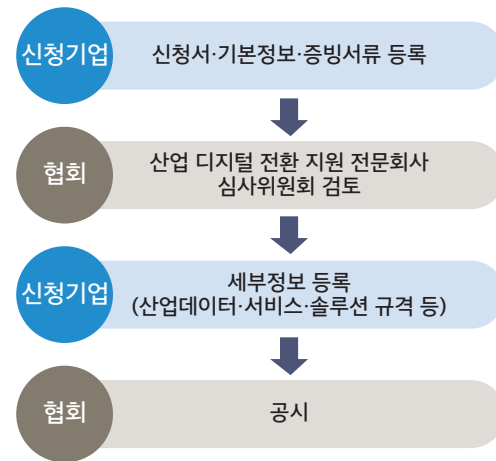 신청기업
신청서·기본정보·증빙서류 등록
협회
산업 디지털 전환 지원 전문회사
심사위원회 검토
신청기업
세부정보 등록
(산업데이터·서비스·솔루션 규격 등)
협회
공시